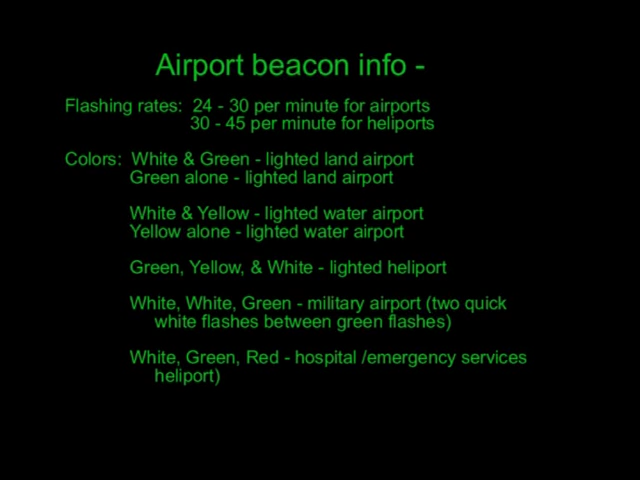 Airport beacon info -
Flashing rates: 24 - 30 per minute for airports
30 - 45 per minute for heliports
Colors: White & Green - lighted land airport
Green alone - lighted land airport
White & Yellow - lighted water airport
Yellow alone - lighted water airport
Green, Yellow, & White - lighted heliport
White, White, Green - military airport (two quick
white flashes between green flashes)
White, Green, Red - hospital /emergency services
heliport)